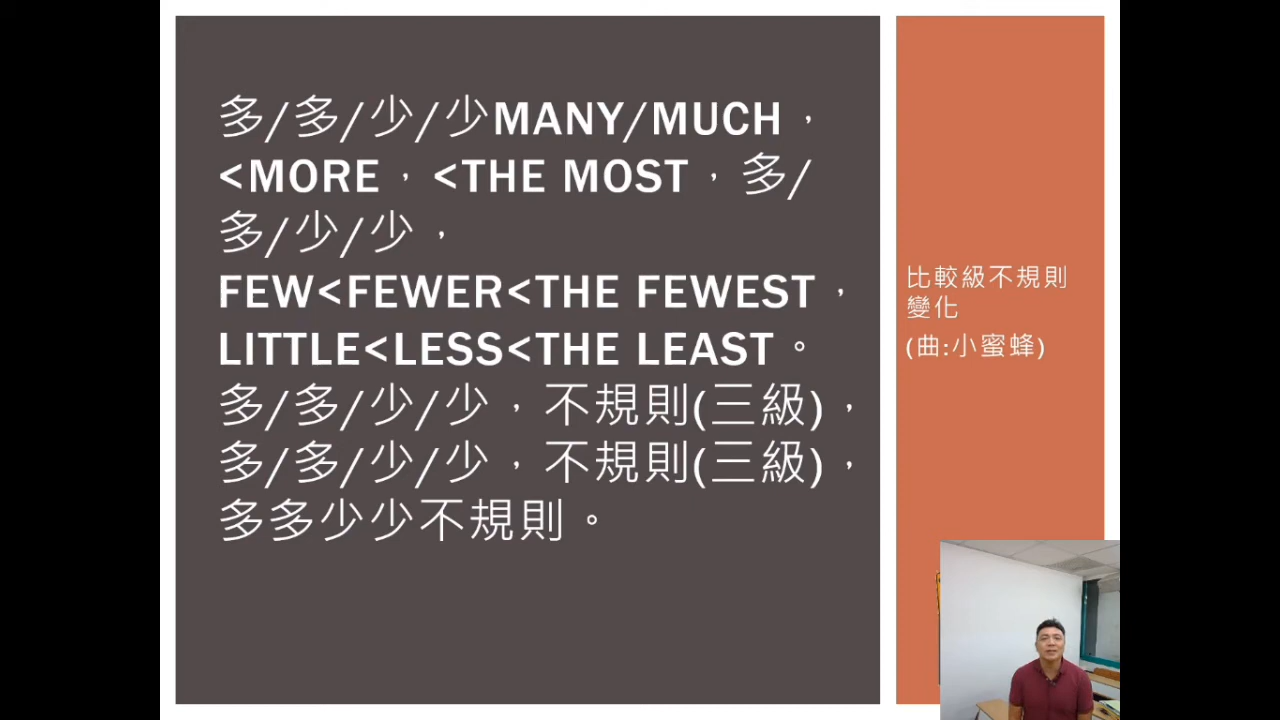 多/多/少/少MANY/MUCH，
<MORE，<THE MOST，多/
多/少/少，
FEW<FEWER<THE FEWEST，
LITTLE<LESS<THE LEAST。
多/多/少/少，不規則(三級)，
多/多/少/少，不規則(三級)，
多多少少不規則。
比較級不規則
變化
(曲:小蜜蜂)